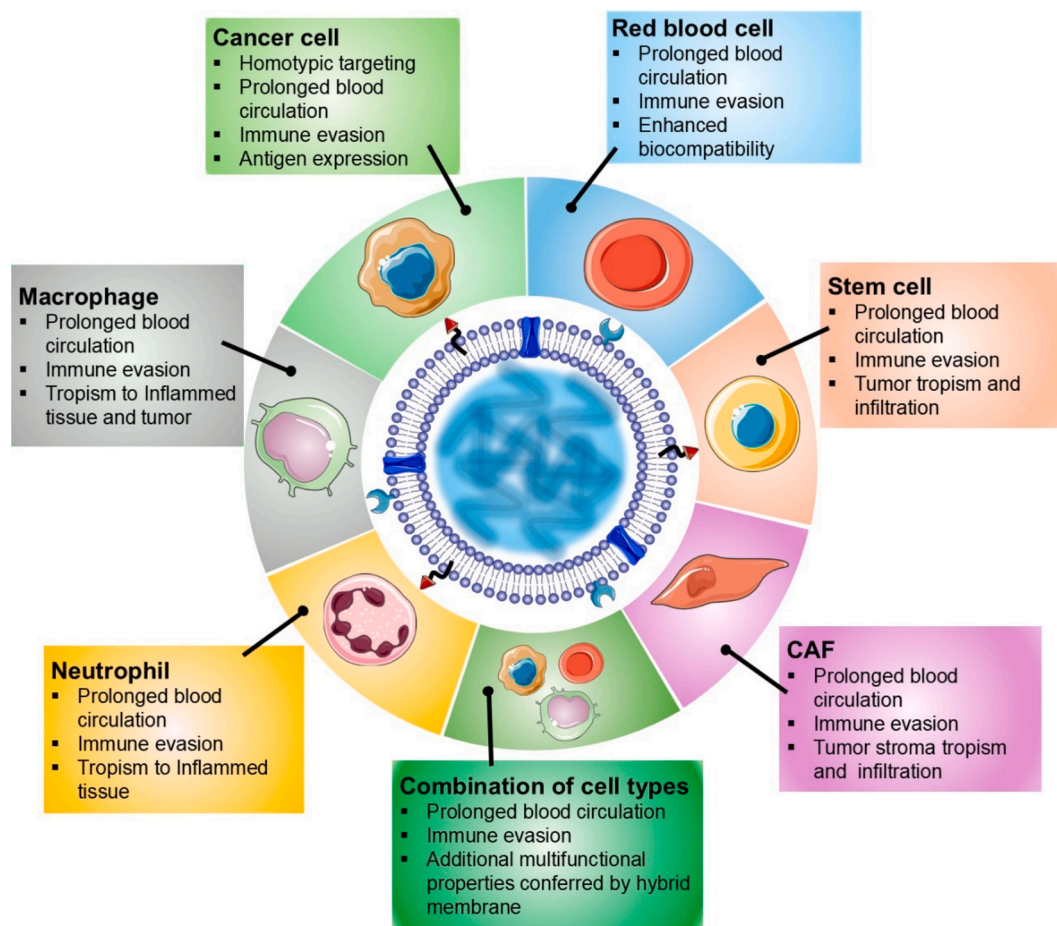 Cancer cell
▪ Homotypic targeting
▪ Prolonged blood
circulation
▪ Immune evasion
▪ Antigen expression
Red blood cell
▪ Prolonged blood
circulation
▪ Immune evasion
▪ Enhanced
biocompatibility
Macrophage
▪ Prolonged blood
circulation
▪ Immune evasion
▪ Tropism to Inflammed
tissue and tumor
Stem cell
▪ Prolonged blood
circulation
▪ Immune evasion
▪ Tumor tropism and
infiltration
Neutrophil
▪ Prolonged blood
circulation
▪ Immune evasion
▪ Tropism to Inflammed
tissue
CAF
▪ Prolonged blood
circulation
▪ Immune evasion
▪ Tumor stroma tropism
and infiltration
Combination of cell types
▪ Prolonged blood circulation
▪ Immune evasion
▪ Additional multifunctional
properties conferred by hybrid
membrane